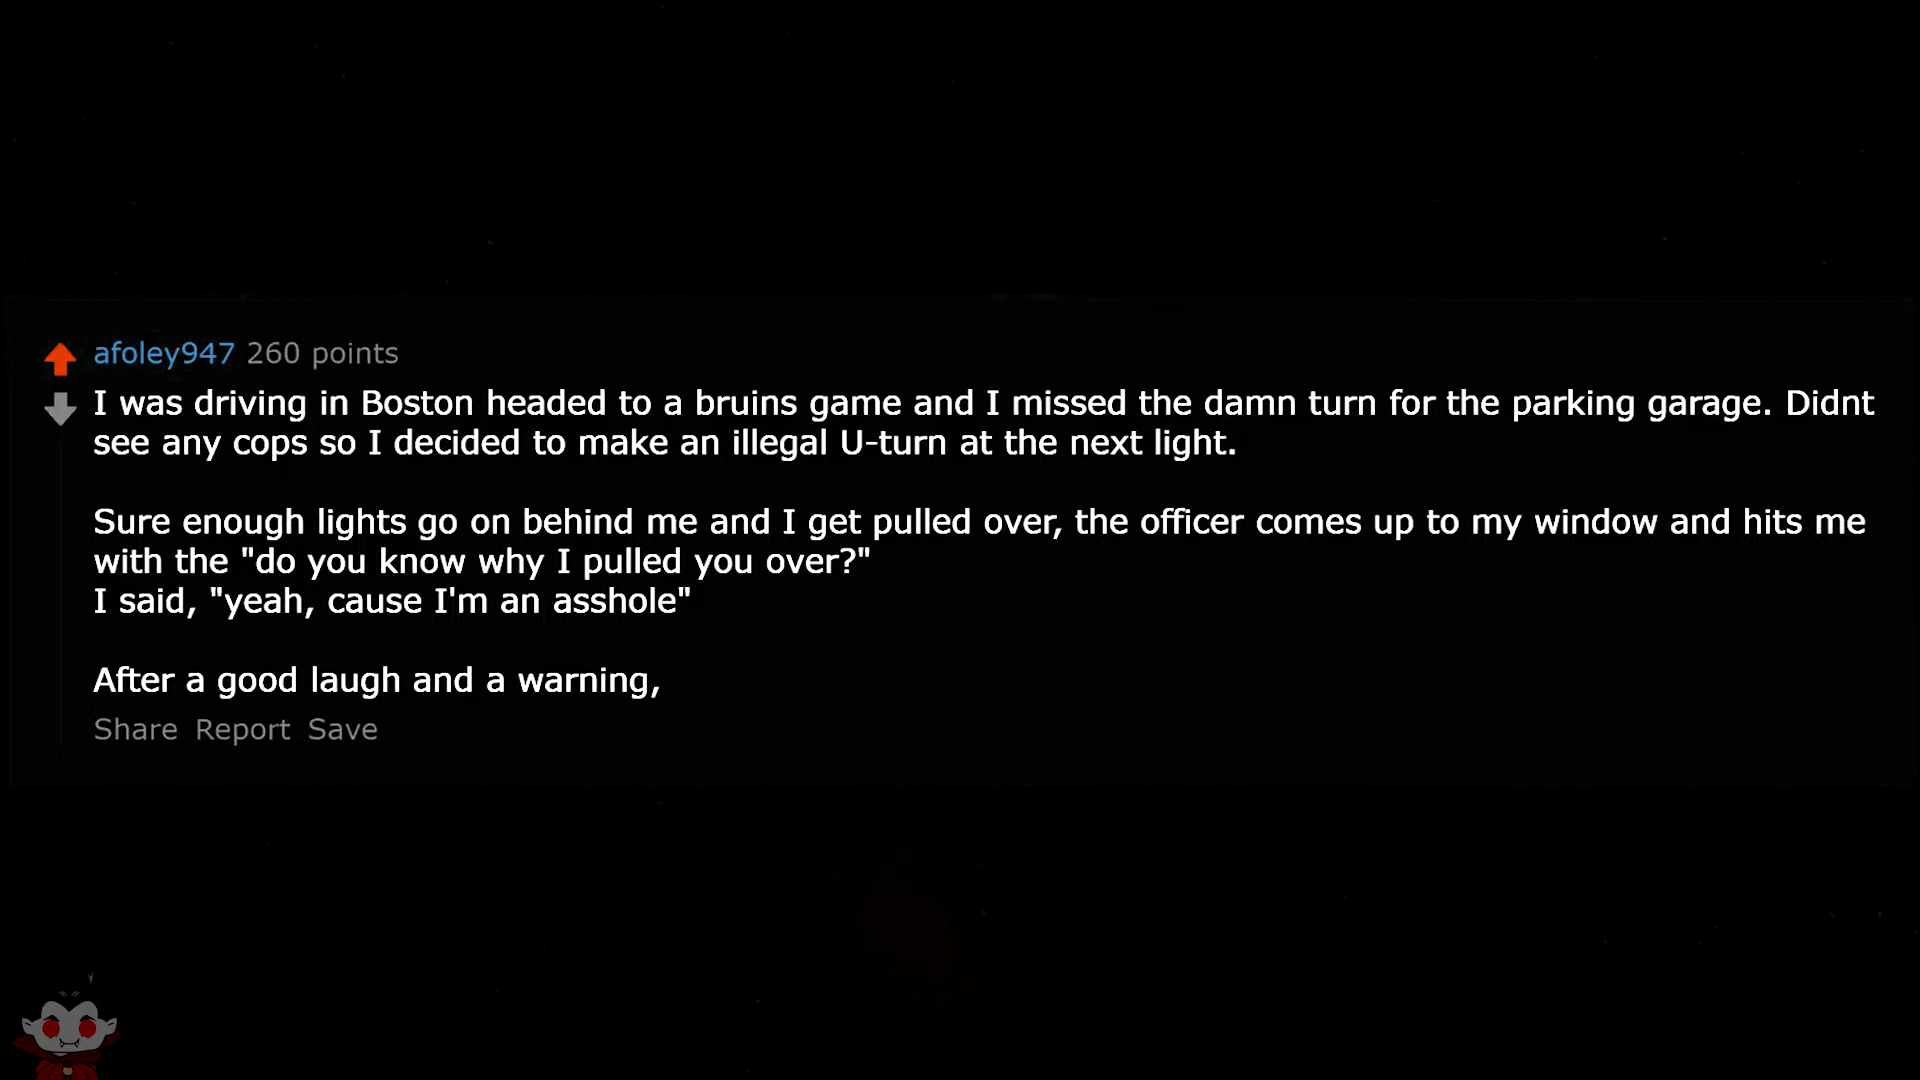 afoley947 260 points
I was driving in Boston headed to a bruins game and I missed the damn turn for the parking garage. Didnt
see any cops so I decided to make an illegal U-turn at the next light.
Sure enough lights go on behind me and I get pulled over, the officer comes up to my window and hits me
with the "do you know why I pulled you over?"
I said, "yeah, cause I'm an asshole"
After a good laugh and a warning,
Share Report Save